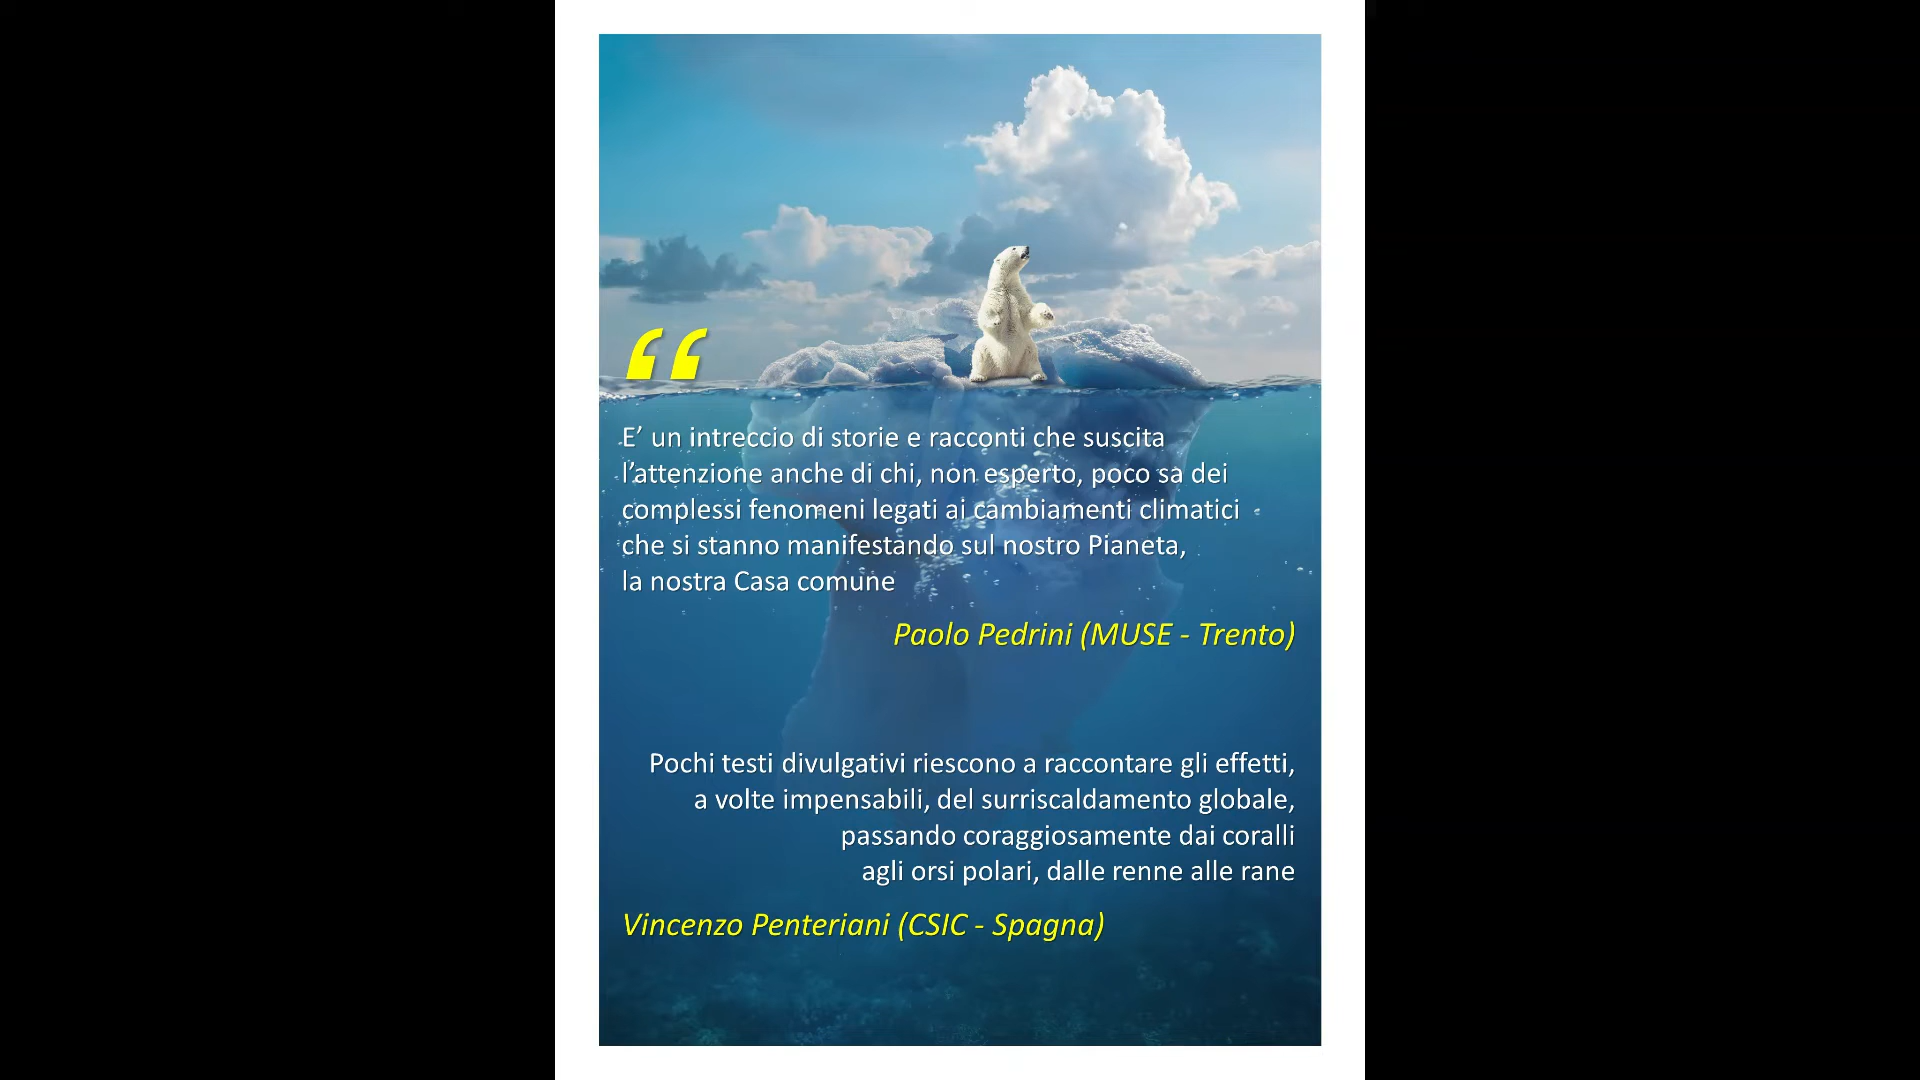 “
E’ un intreccio di storie e racconti che suscita
l’attenzione anche di chi, non esperto, poco sa dei
complessi fenomeni legati ai cambiamenti climatici
che si stanno manifestando sul nostro Pianeta,
la nostra Casa comune
Paolo Pedrini (MUSE - Trento)
Pochi testi divulgativi riescono a raccontare gli effetti,
a volte impensabili, del surriscaldamento globale,
passando coraggiosamente dai coralli
agli orsi polari, dalle renne alle rane
Vincenzo Penteriani (CSIC - Spagna)